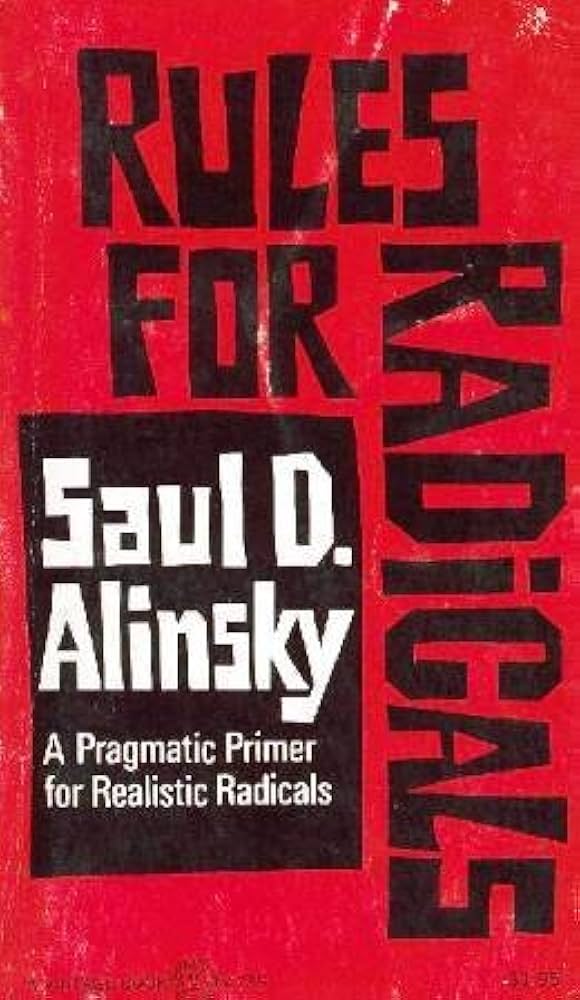 RULES
FOR
RADiCALS
Saul D.
Alinsky
A Pragmatic Primer
for Realistic Radicals
$1.95